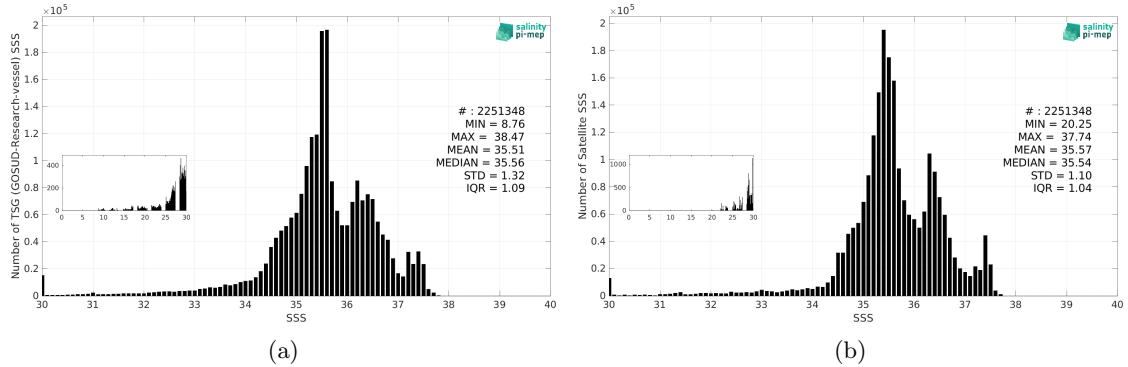 ×10⁵
salinity
pi-mep
Number of TSG (GOSUD-Research-vessel) SSS
2
1.8
1.6
1.4
1.2
1
0.8
0.6
0.4
0.2
0
# : 2251348
MIN = 8.76
MAX = 38.47
MEAN = 35.51
MEDIAN = 35.56
STD = 1.32
IQR = 1.09
400
200
0
0 5 10 15 20 25 30
30 31 32 33 34 35 36 37 38 39 40
SSS
(a)
×10⁵
salinity
pi-mep
Number of Satellite SSS
2
1.8
1.6
1.4
1.2
1
0.8
0.6
0.4
0.2
0
# : 2251348
MIN = 20.25
MAX = 37.74
MEAN = 35.57
MEDIAN = 35.54
STD = 1.10
IQR = 1.04
1000
500
0
0 5 10 15 20 25 30
30 31 32 33 34 35 36 37 38 39 40
SSS
(b)